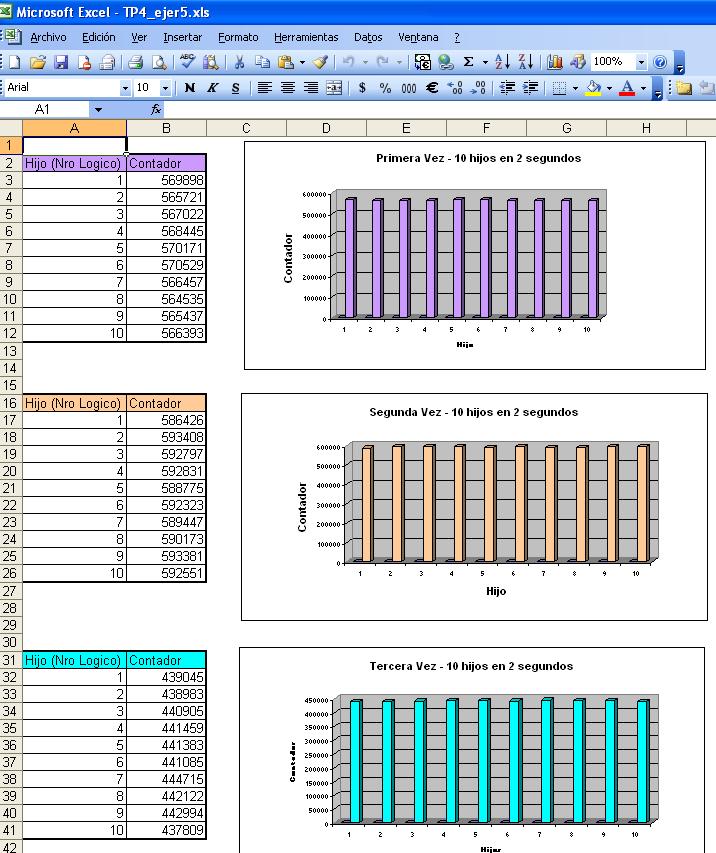 Microsoft Excel - TP4_ejer5.xls
Archivo Edición Ver Insertar Formato Herramientas Datos Ventana ?
100%
Arial 10 N K S $ % 000 €
A1 fx
A B C D E F G H
1
2 Hijo (Nro Logico) Contador
3 1 569898
4 2 565721
5 3 567022
6 4 568445
7 5 570171
8 6 570529
9 7 566457
10 8 564535
11 9 565437
12 10 566393
13
14
15
Primera Vez - 10 hijos en 2 segundos
Contador
600000
500000
400000
300000
200000
100000
0
1 2 3 4 5 6 7 8 9 10
Hijo
16 Hijo (Nro Logico) Contador
17 1 586426
18 2 593408
19 3 592797
20 4 592831
21 5 588775
22 6 592323
23 7 589447
24 8 590173
25 9 593381
26 10 592551
27
28
29
30
Segunda Vez - 10 hijos en 2 segundos
Contador
600000
500000
400000
300000
200000
100000
0
1 2 3 4 5 6 7 8 9 10
Hijo
31 Hijo (Nro Logico) Contador
32 1 439045
33 2 438983
34 3 440905
35 4 441459
36 5 441383
37 6 441085
38 7 444715
39 8 442122
40 9 442994
41 10 437809
42
Tercera Vez - 10 hijos en 2 segundos
Contador
450000
400000
350000
300000
250000
200000
150000
100000
50000
0
1 2 3 4 5 6 7 8 9 10